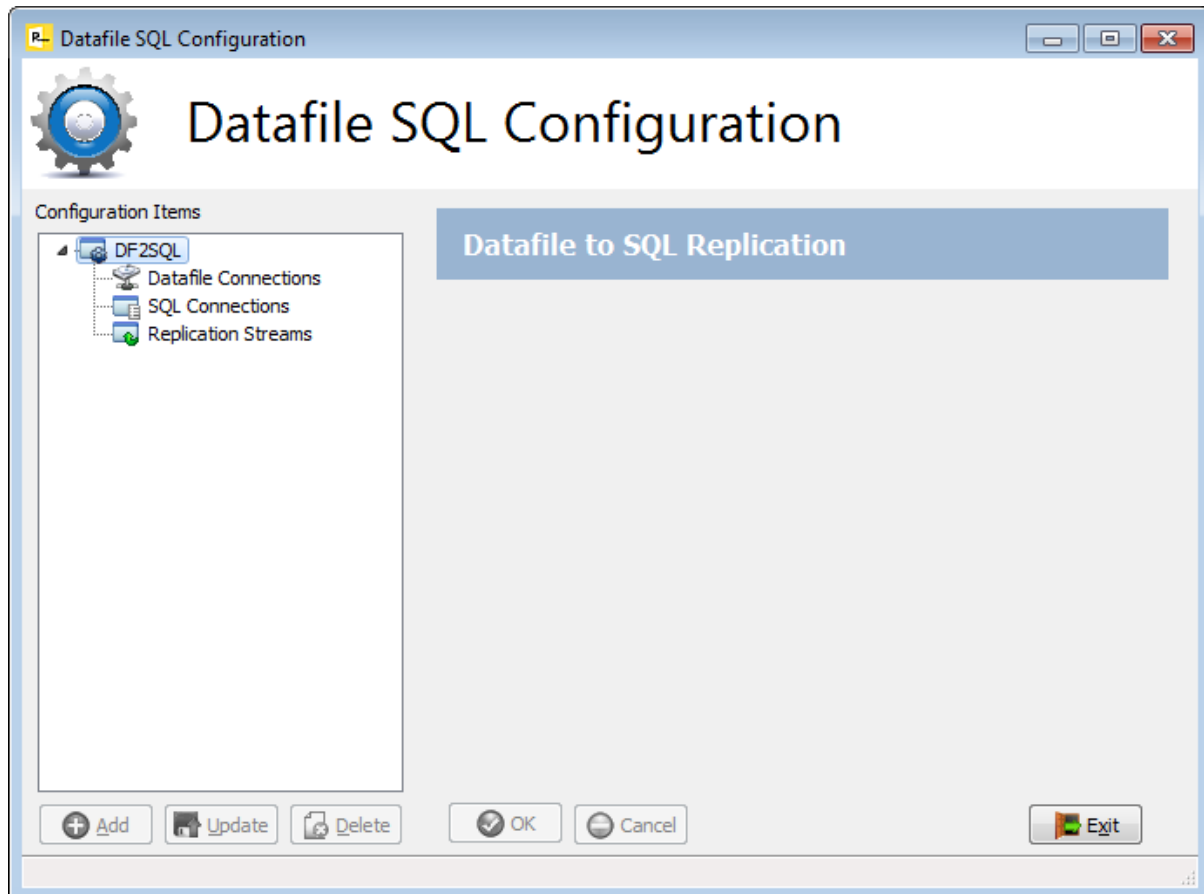 Datafile SQL Configuration
Datafile SQL Configuration
Configuration Items
Datafile to SQL Replication
DF2SQL
Datafile Connections
SQL Connections
Replication Streams
Add Update Delete OK Cancel Exit